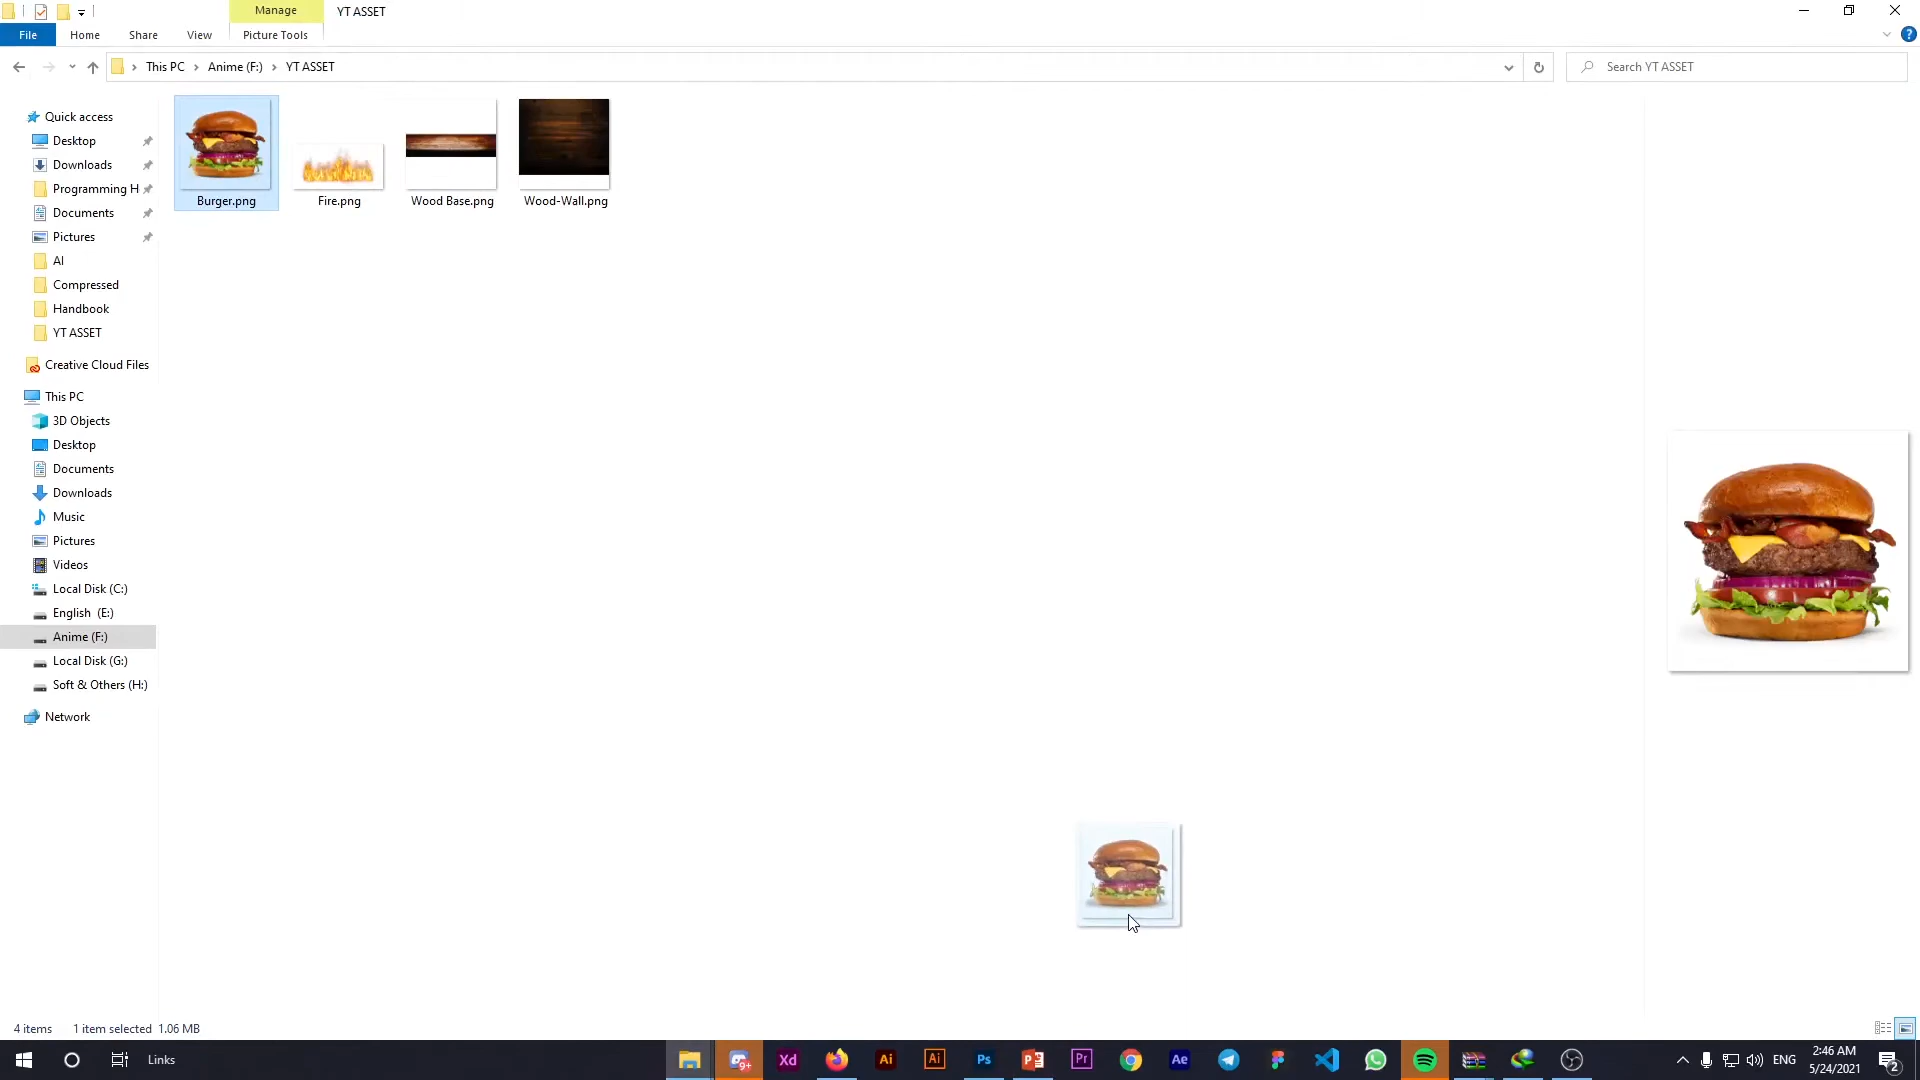 Manage
YT ASSET
File
Home
Share
View
Picture Tools
?
This PC
Anime (F:)
YT ASSET
Search YT ASSET
Quick access
Desktop
Downloads
Programming H
Documents
Pictures
AI
Compressed
Handbook
YT ASSET
Creative Cloud Files
This PC
3D Objects
Desktop
Documents
Downloads
Music
Pictures
Videos
Local Disk (C:)
English (E:)
Anime (F:)
Local Disk (G:)
Soft & Others (H:)
Network
Burger.png
Fire.png
Wood Base.png
Wood-Wall.png
4 items
1 item selected 1.06 MB
Links
9+
Xd
Ai
Ai
Ps
P
Pr
Ae
ENG
2:46 AM
5/24/2021
2